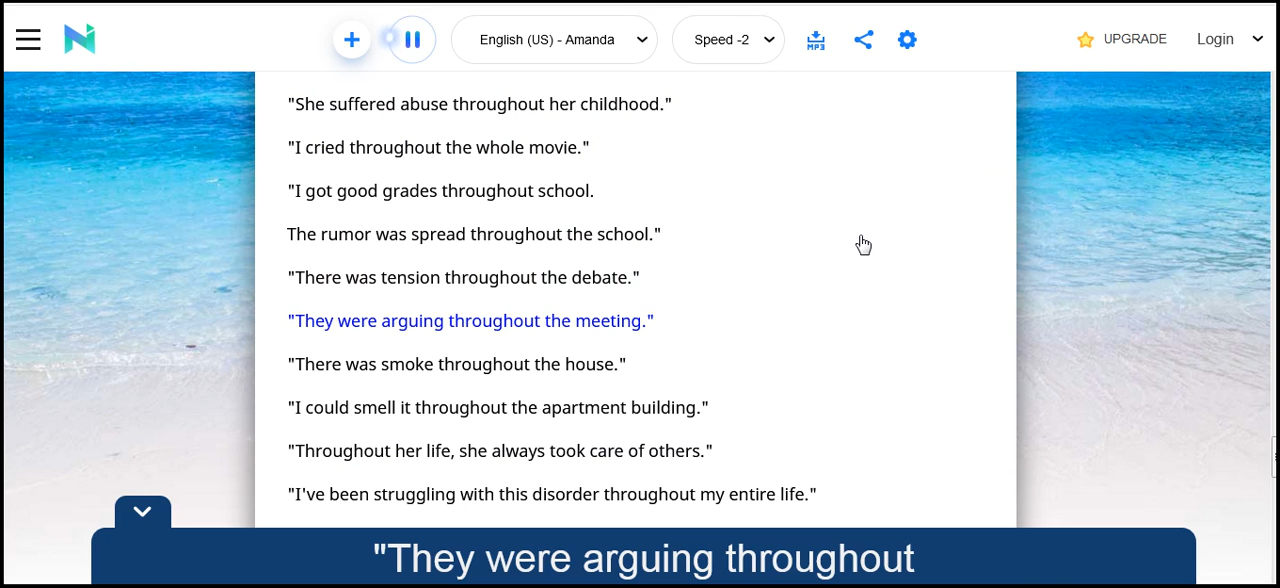 English (US) - Amanda
Speed -2
MP3
UPGRADE
Login
"She suffered abuse throughout her childhood."
"I cried throughout the whole movie."
"I got good grades throughout school.
The rumor was spread throughout the school."
"There was tension throughout the debate."
"They were arguing throughout the meeting."
"There was smoke throughout the house."
"I could smell it throughout the apartment building."
"Throughout her life, she always took care of others."
"I've been struggling with this disorder throughout my entire life."
"They were arguing throughout